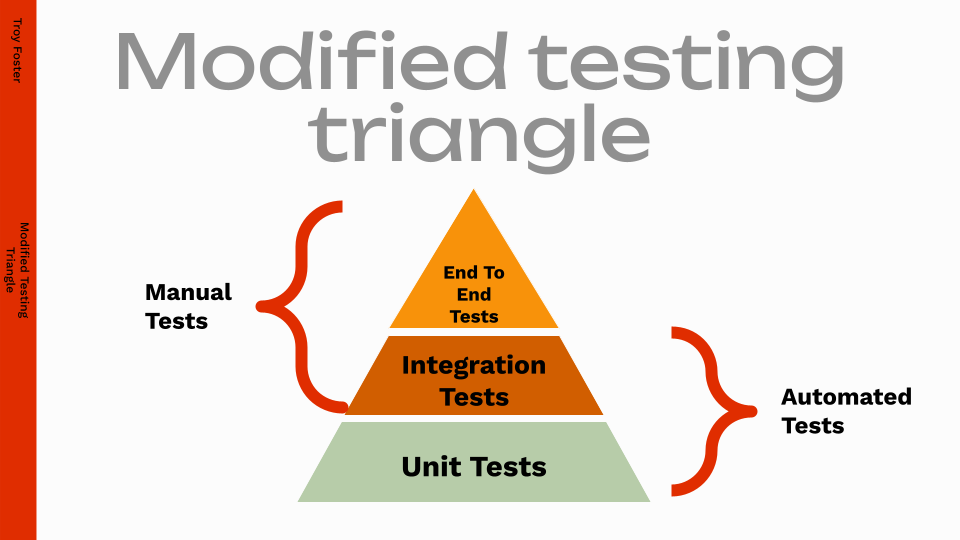 Troy Foster
Modified Testing
Triangle
Modified testing
triangle
End To
End
Tests
Manual
Tests
Integration
Tests
Automated
Tests
Unit Tests